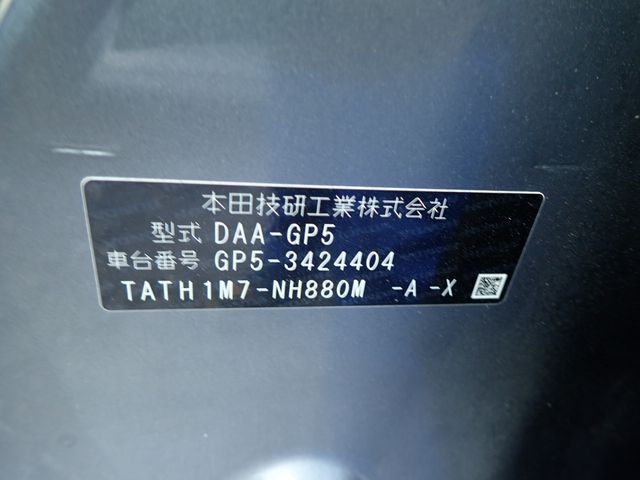 本田技研工業株式会社
型式 DAA-GP5
車台番号 GP5-3424404
TATH1M7-NH880M -A -X